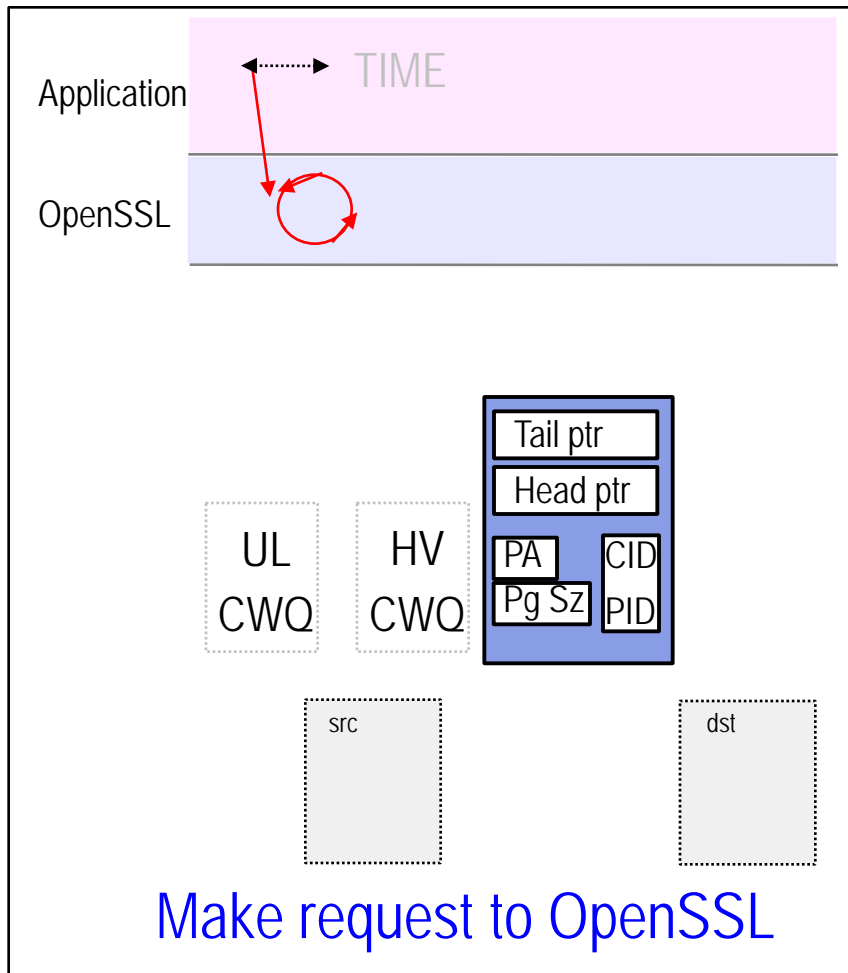 TIME
Application
OpenSSL
Tail ptr
Head ptr
UL
CWQ
HV
CWQ
PA
Pg Sz
CID
PID
src
dst
Make request to OpenSSL